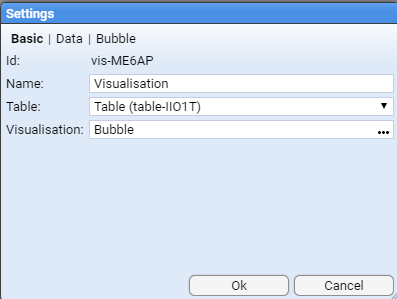 Settings
Basic | Data | Bubble
Id: vis-ME6AP
Name: Visualisation
Table: Table (table-IIO1T)
Visualisation: Bubble ...
Ok Cancel